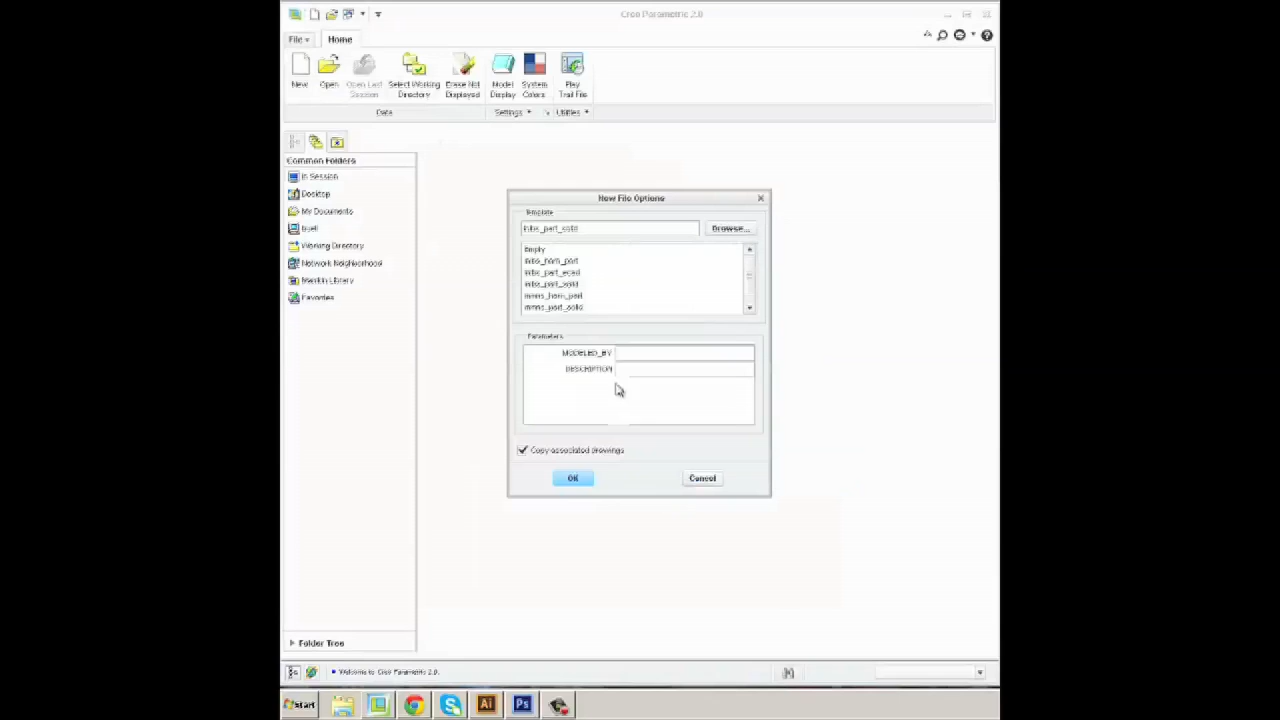 Creo Parametric 2.0
File
Home
New
Open
Open Last Session
Select Working Directory
Erase Not Displayed
Model Display
System Colors
Play Trail File
Data
Settings
Utilities
Common Folders
In Session
Desktop
My Documents
Working Directory
Network Neighborhood
Manikin Library
Favorites
Folder Tree
New File Options
Template
inlbs_part_solid
Browse...
Empty
inlbs_harn_part
inlbs_part_ecad
inlbs_part_solid
mmns_harn_part
mmns_part_solid
Parameters
MODELED_BY
DESCRIPTION
Copy associated drawings
OK
Cancel
Welcome to Creo Parametric 2.0.
Start
Ai
Ps